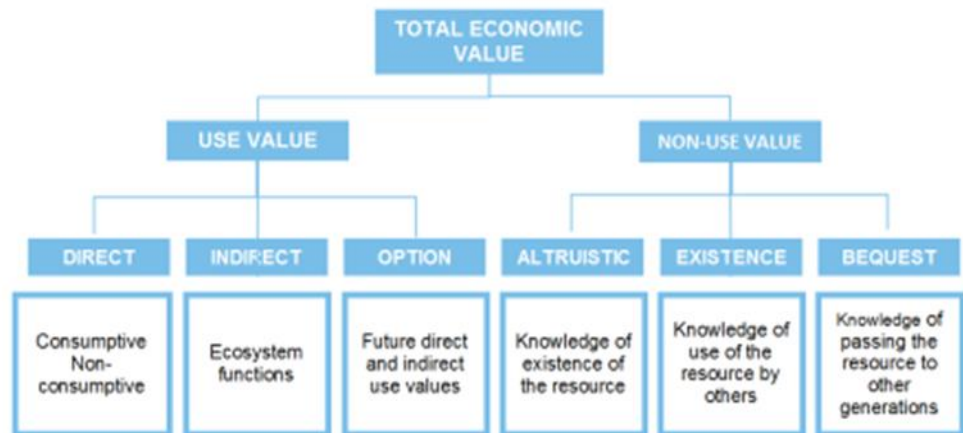 TOTAL ECONOMIC
VALUE
USE VALUE
NON-USE VALUE
DIRECT
INDIRECT
OPTION
ALTRUISTIC
EXISTENCE
BEQUEST
Consumptive
Non-
consumptive
Ecosystem
functions
Future direct
and indirect
use values
Knowledge of
existence of
the resource
Knowledge of
use of the
resource by
others
Knowledge of
passing the
resource to
other
generations